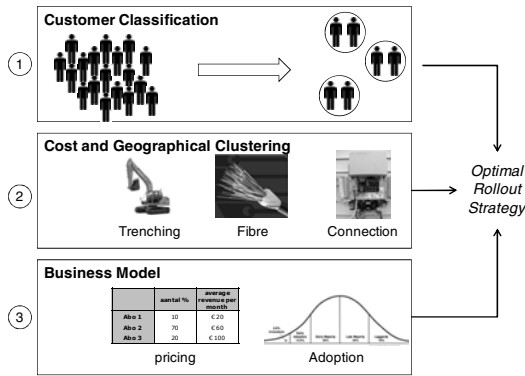 Customer Classification
1
Cost and Geographical Clustering
2
Trenching
Fibre
Connection
Optimal
Rollout
Strategy
Business Model
3
aantal %
average
revenue per
month
Abo 1 10 € 20
Abo 2 70 € 60
Abo 3 20 € 100
pricing
Adoption